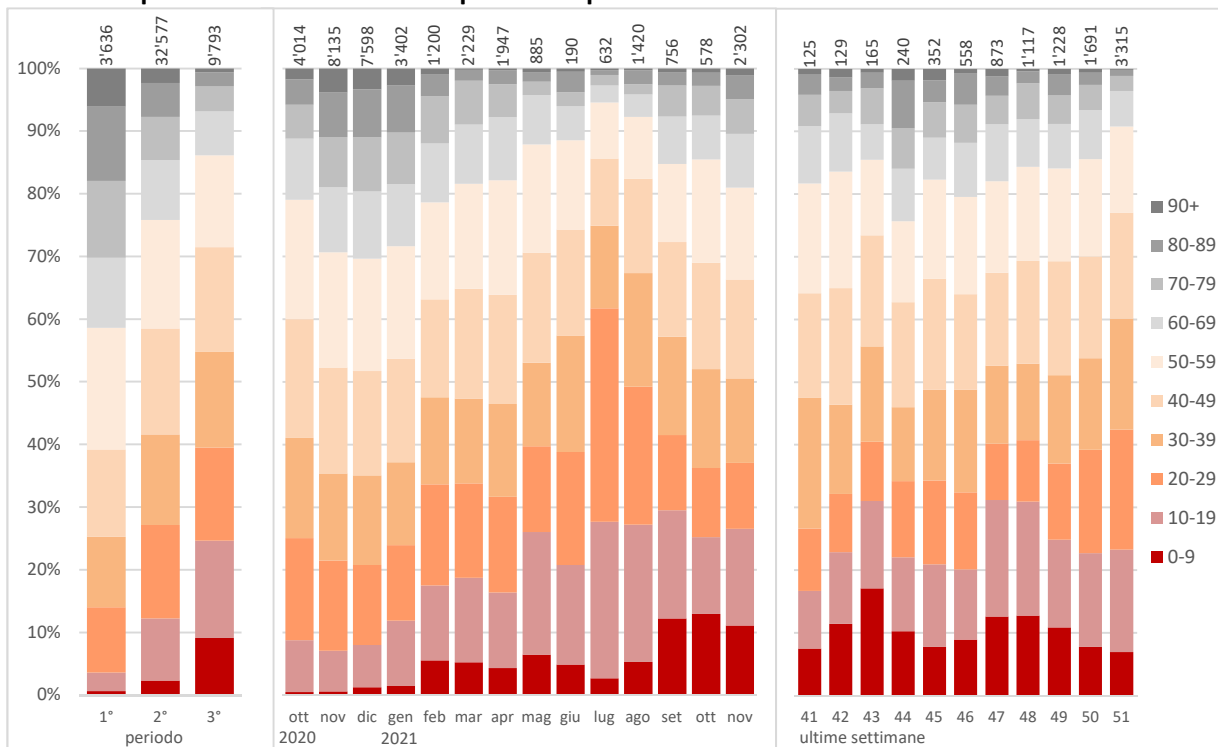 3'636 32'577 9'793
4'014 8'135 7'598 3'402 1'200 2'229 1'947 885 190 632 1'420 756 578 2'302
125 129 165 240 352 558 873 1'117 1'228 1'691 3'315
100%
90%
80%
70%
60%
50%
40%
30%
20%
10%
0%
1° 2° 3°
periodo
ott nov dic gen feb mar apr mag giu lug ago set ott nov
2020 2021
41 42 43 44 45 46 47 48 49 50 51
ultime settimane
90+
80-89
70-79
60-69
50-59
40-49
30-39
20-29
10-19
0-9